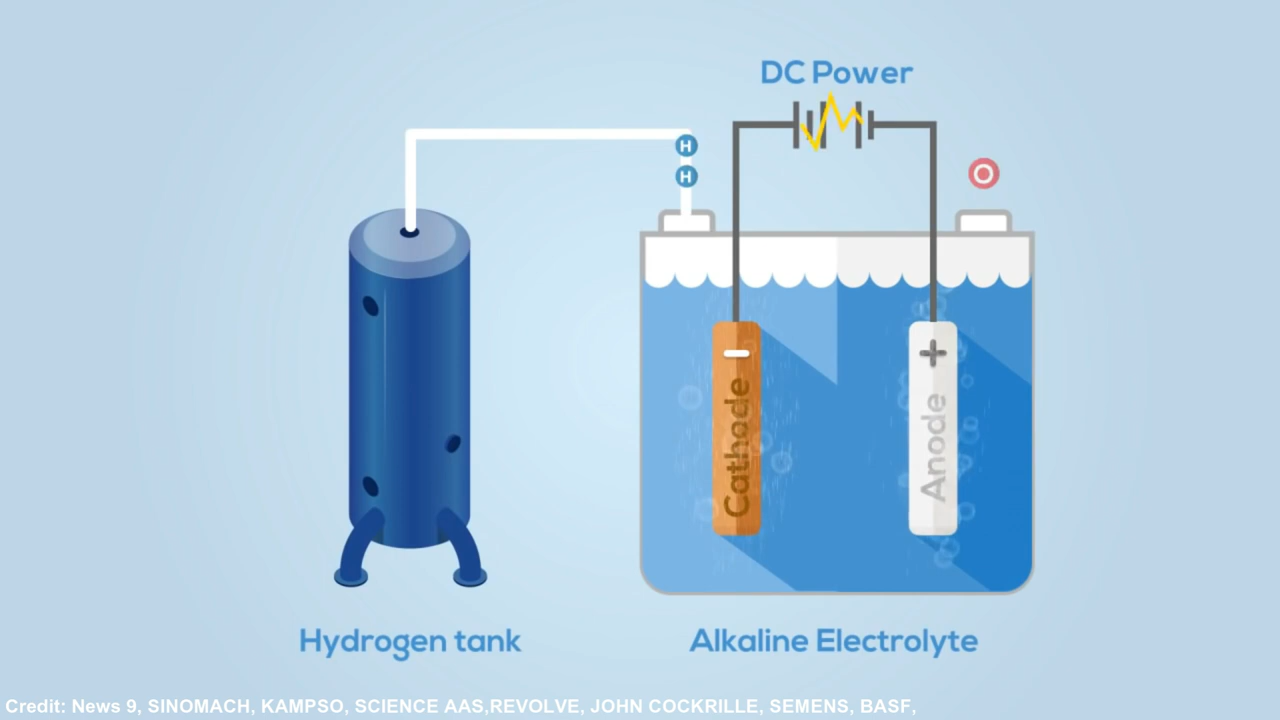 DC Power
H
H
O
−
+
Cathode
Anode
Hydrogen tank
Alkaline Electrolyte
Credit: News 9, SINOMACH, KAMPSO, SCIENCE AAS,REVOLVE, JOHN COCKRILLE, SEMENS, BASF,